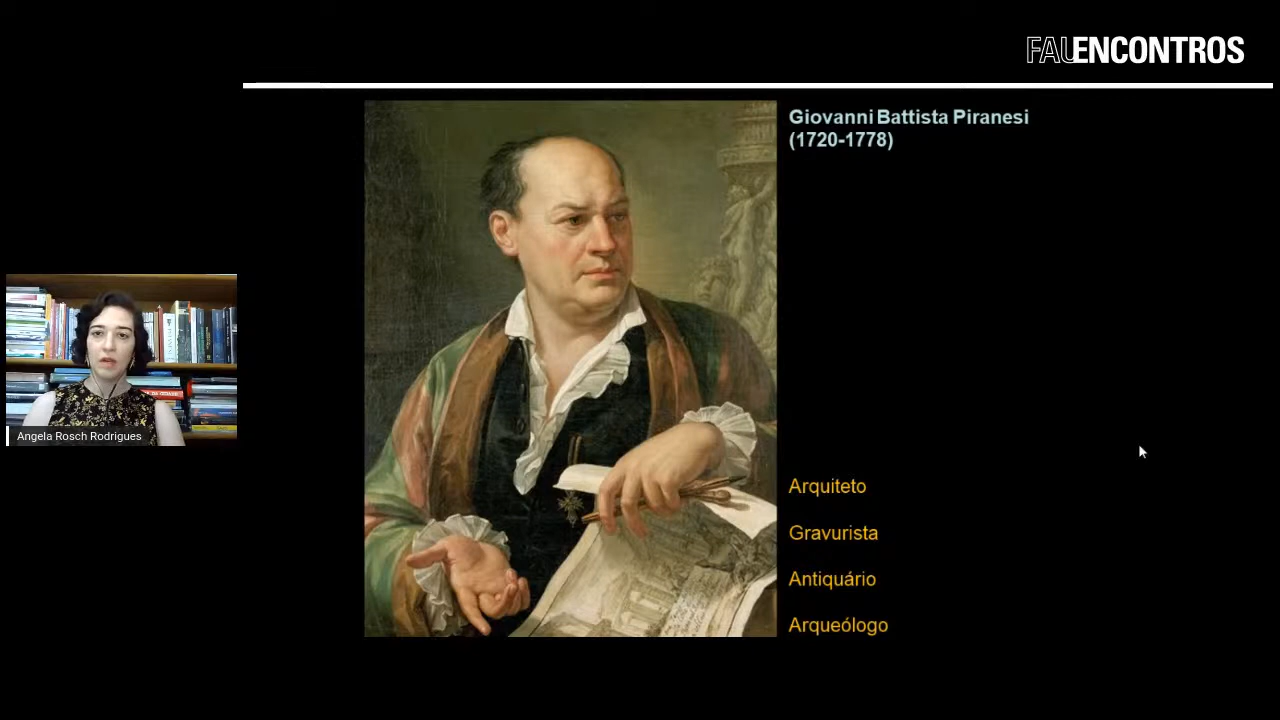 FAUENCONTROS
Giovanni Battista Piranesi
(1720-1778)
Angela Rosch Rodrigues
Arquiteto
Gravurista
Antiquário
Arqueólogo